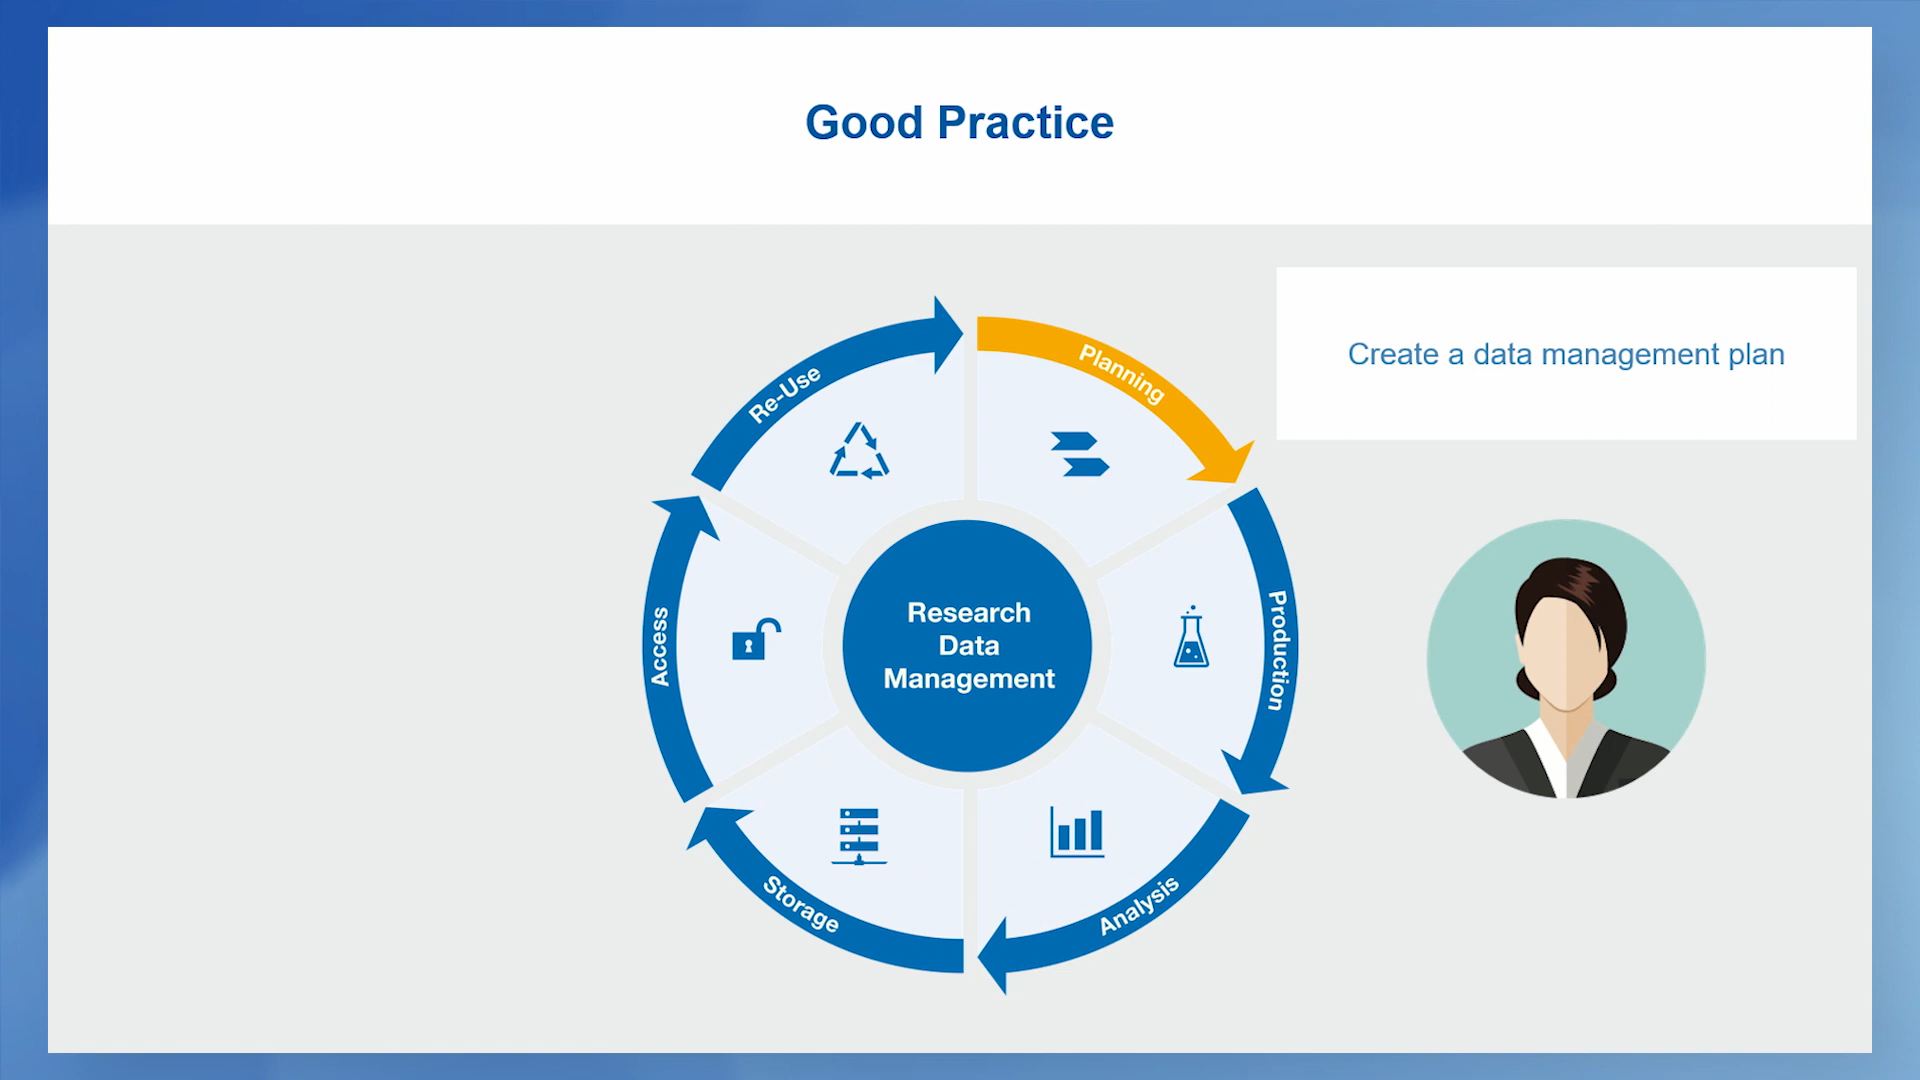 Good Practice
Create a data management plan
Planning
Production
Analysis
Storage
Access
Re-Use
Research
Data
Management